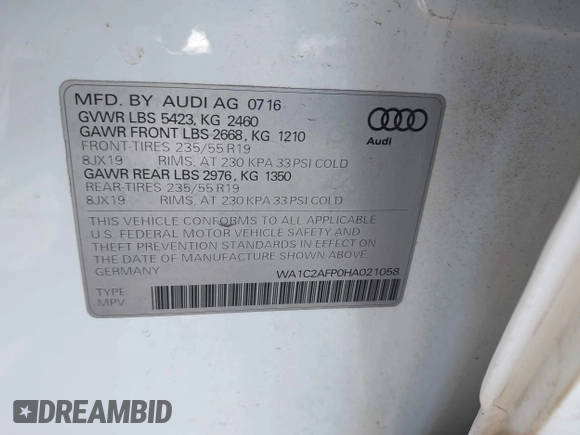 MFD. BY AUDI AG 07 16
GVWR LBS 5423, KG 2460
GAWR FRONT LBS 2668, KG 1210
FRONT-TIRES 235/55 R19
8JX19 RIMS, AT 230 KPA 33 PSI COLD
GAWR REAR LBS 2976, KG 1350
REAR-TIRES 235/55 R19
8JX19 RIMS, AT 230 KPA 33 PSI COLD
Audi
THIS VEHICLE CONFORMS TO ALL APPLICABLE
U.S. FEDERAL MOTOR VEHICLE SAFETY AND
THEFT PREVENTION STANDARDS IN EFFECT ON
THE DATE OF MANUFACTURE SHOWN ABOVE.
GERMANY WA1C2AFP0HA021058
TYPE
MPV
DREAMBID